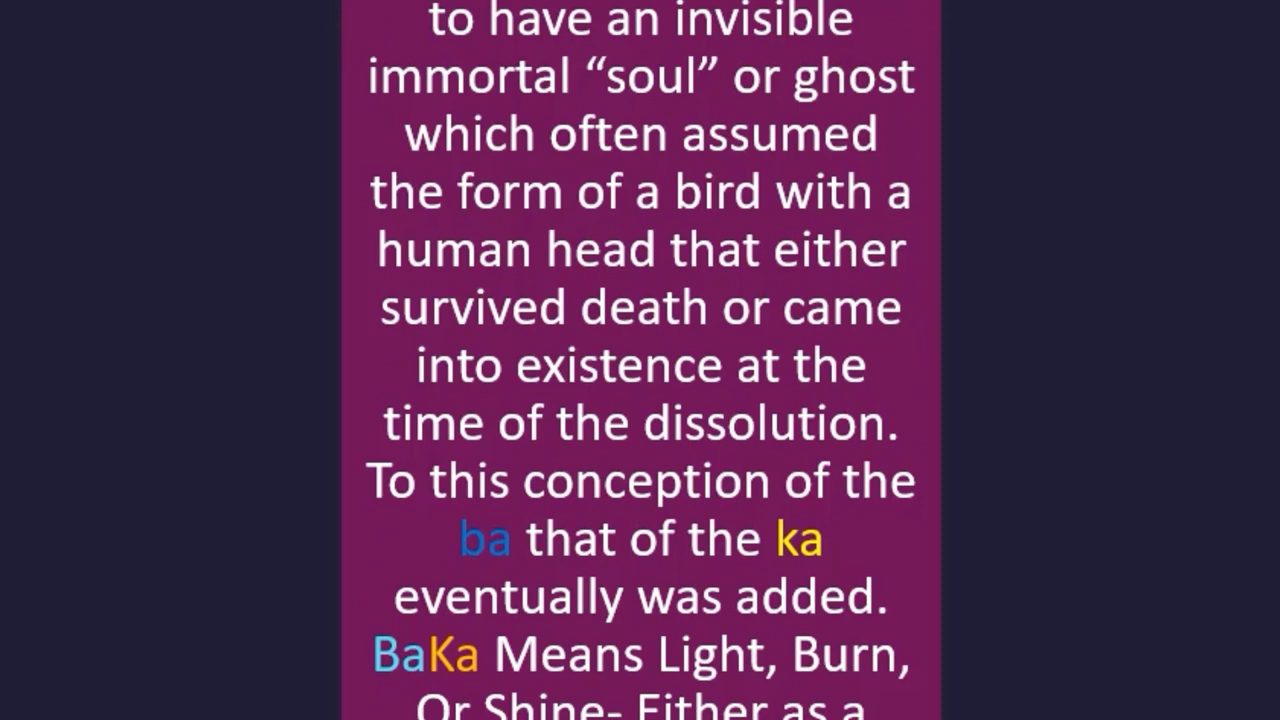 to have an invisible
immortal “soul” or ghost
which often assumed
the form of a bird with a
human head that either
survived death or came
into existence at the
time of the dissolution.
To this conception of the
ba that of the ka
eventually was added.
BaKa Means Light, Burn,
Or Shine- Either as a